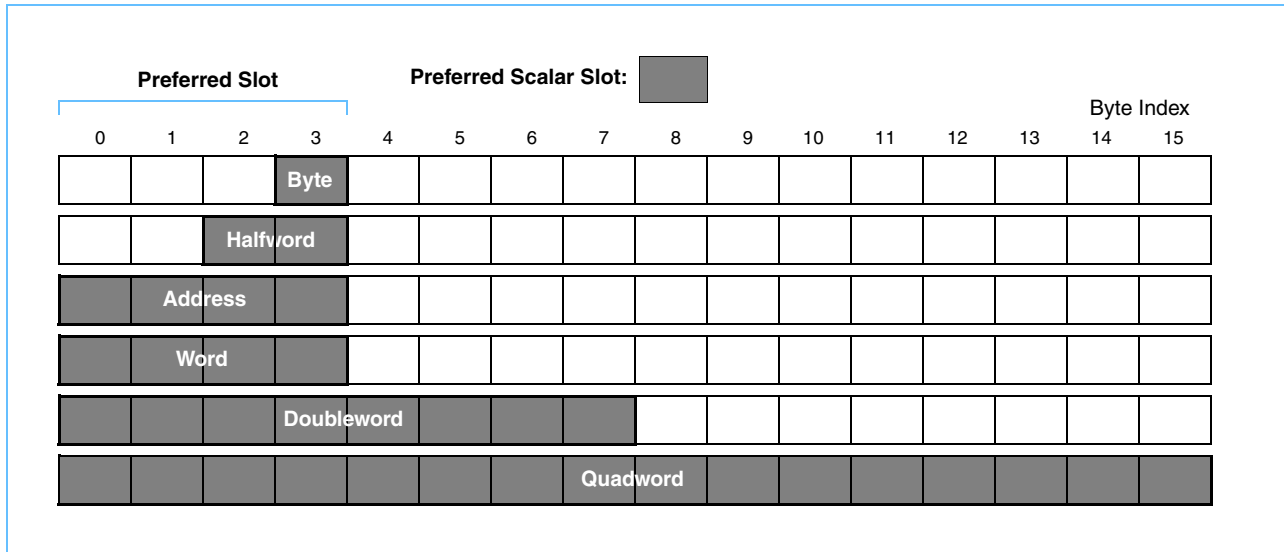 Preferred Slot
Preferred Scalar Slot:
Byte Index
0 1 2 3 4 5 6 7 8 9 10 11 12 13 14 15
Byte
Halfword
Address
Word
Doubleword
Quadword